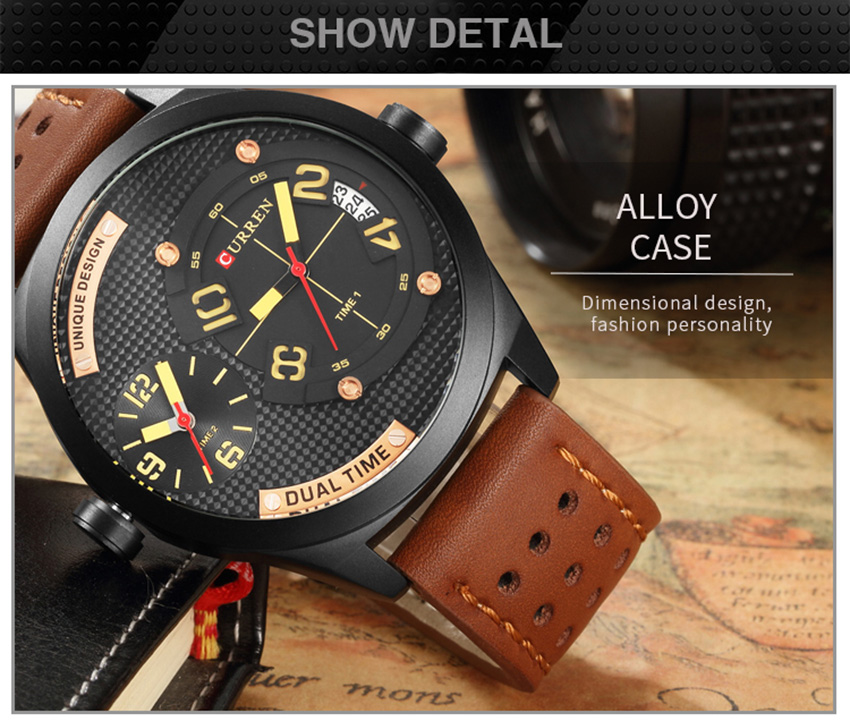 SHOW DETAL
ALLOY
CASE
Dimensional design,
fashion personality
UNIQUE DESIGN
CURREN
05
2
23
24
25
60
55
10
4
25
TIME 1
30
35
8
12
TIME 2
9
6
DUAL TIME
uer mons